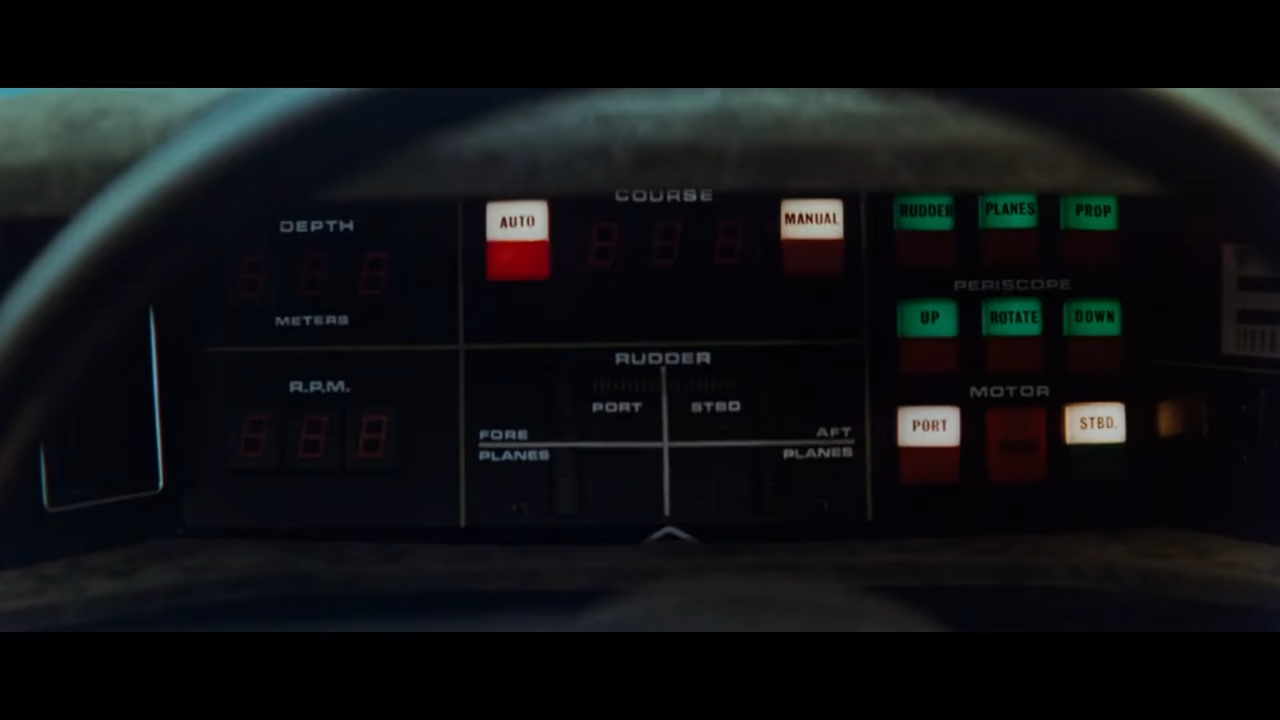 DEPTH
METERS
R.P.M.
COURSE
AUTO
MANUAL
RUDDER
PORT STBD
FORE AFT
PLANES PLANES
RUDDER PLANES PROP
PERISCOPE
UP ROTATE DOWN
MOTOR
PORT STBD.